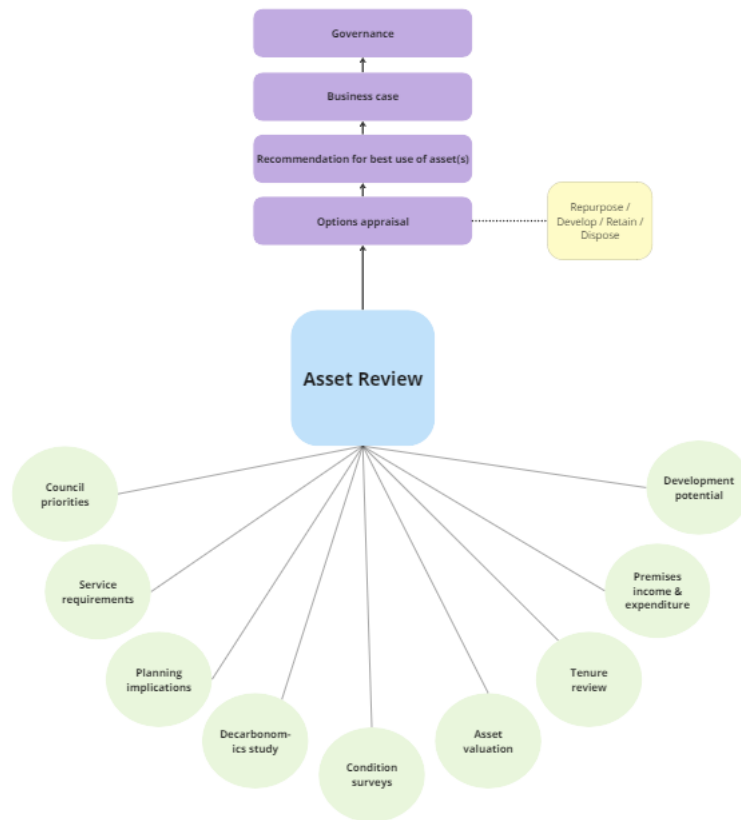 Governance
Business case
Recommendation for best use of asset(s)
Options appraisal
Repurpose /
Develop / Retain /
Dispose
Asset Review
Council
priorities
Service
requirements
Planning
implications
Decarbonom-
ics study
Condition
surveys
Asset
valuation
Tenure
review
Premises
income &
expenditure
Development
potential